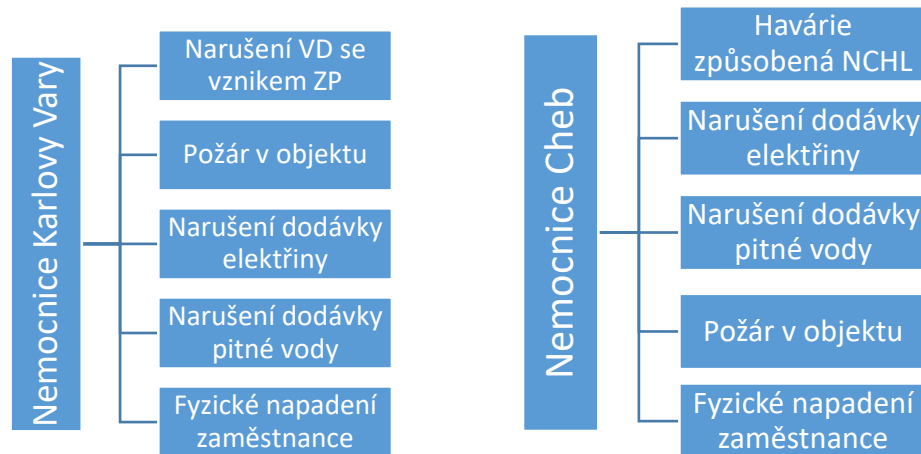 Nemocnice Karlovy Vary
Narušení VD se
vznikem ZP
Požár v objektu
Narušení dodávky
elektřiny
Narušení dodávky
pitné vody
Fyzické napadení
zaměstnance
Nemocnice Cheb
Havárie
způsobená NCHL
Narušení dodávky
elektřiny
Narušení dodávky
pitné vody
Požár v objektu
Fyzické napadení
zaměstnance